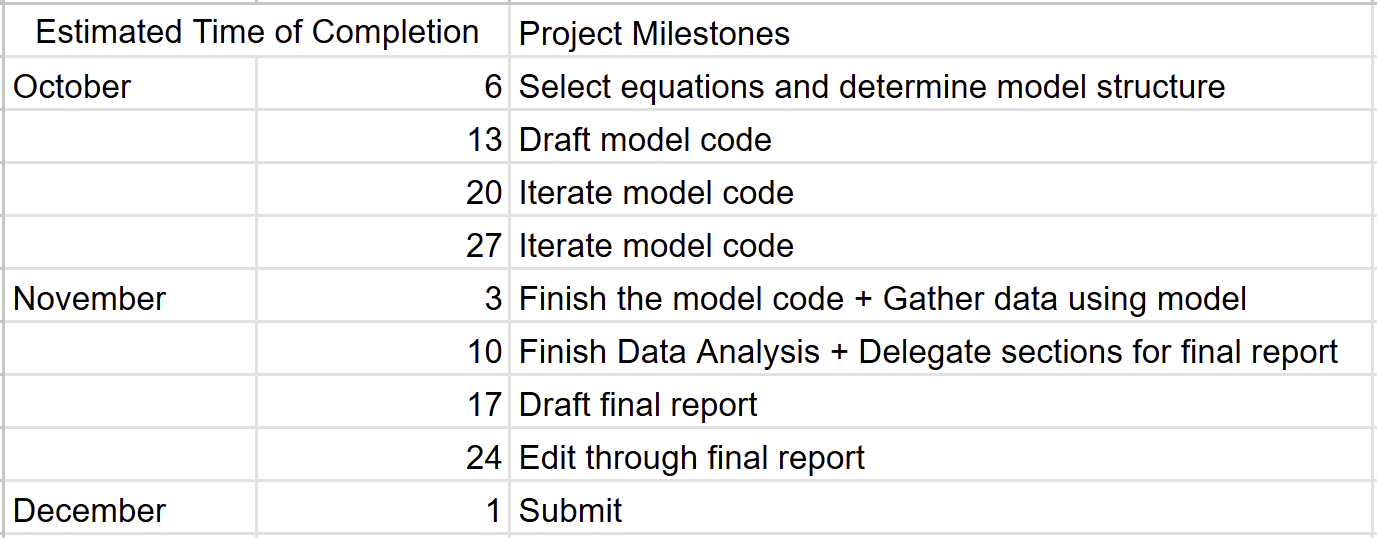 Estimated Time of Completion Project Milestones
October 6 Select equations and determine model structure
13 Draft model code
20 Iterate model code
27 Iterate model code
November 3 Finish the model code + Gather data using model
10 Finish Data Analysis + Delegate sections for final report
17 Draft final report
24 Edit through final report
December 1 Submit